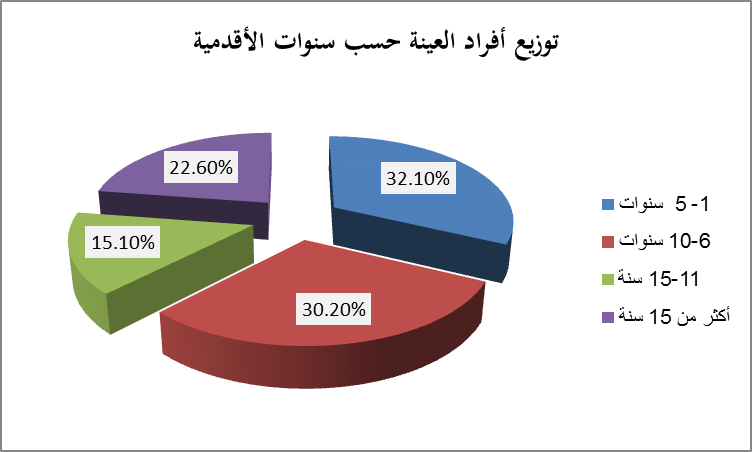 توزيع أفراد العينة حسب سنوات الأقدمية
32.10%
30.20%
15.10%
22.60%
1- 5 سنوات
6-10 سنوات
11-15 سنة
أكثر من 15 سنة